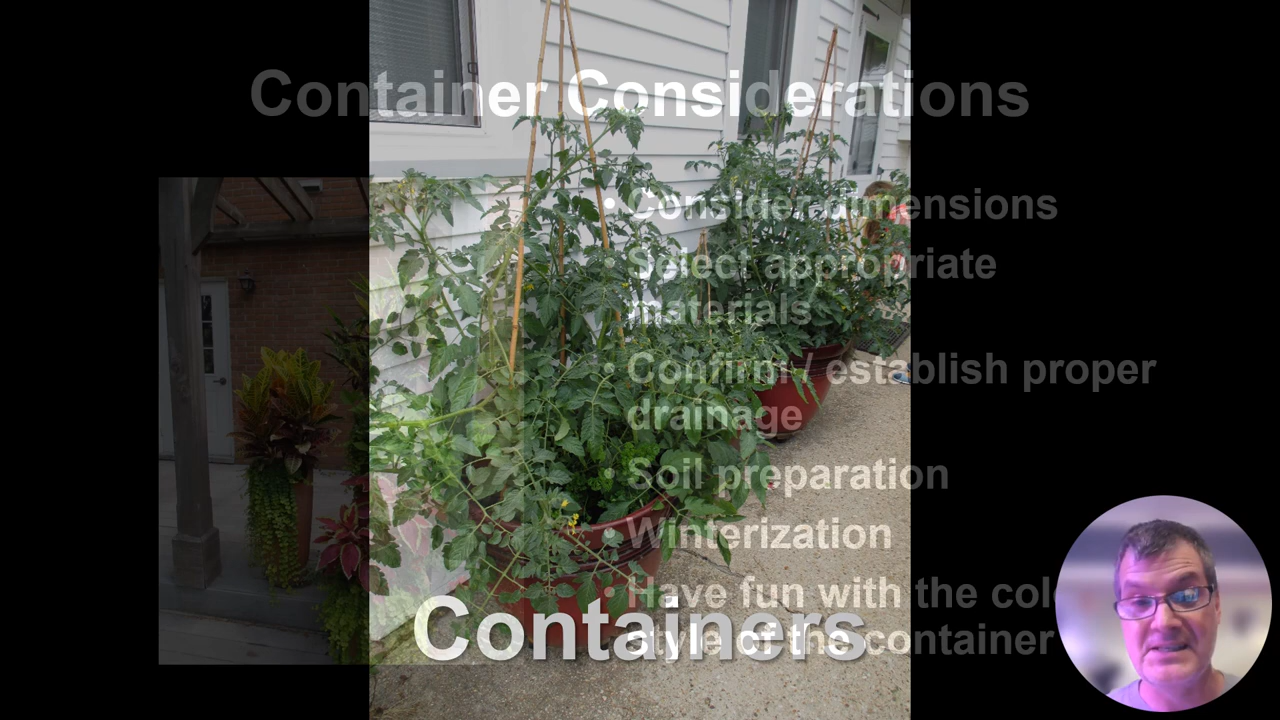 Container Considerations
• Consider dimensions
• Select appropriate
materials
• Confirm / establish proper
drainage
• Soil preparation
• Winterization
• Have fun with the
style of the container
Containers